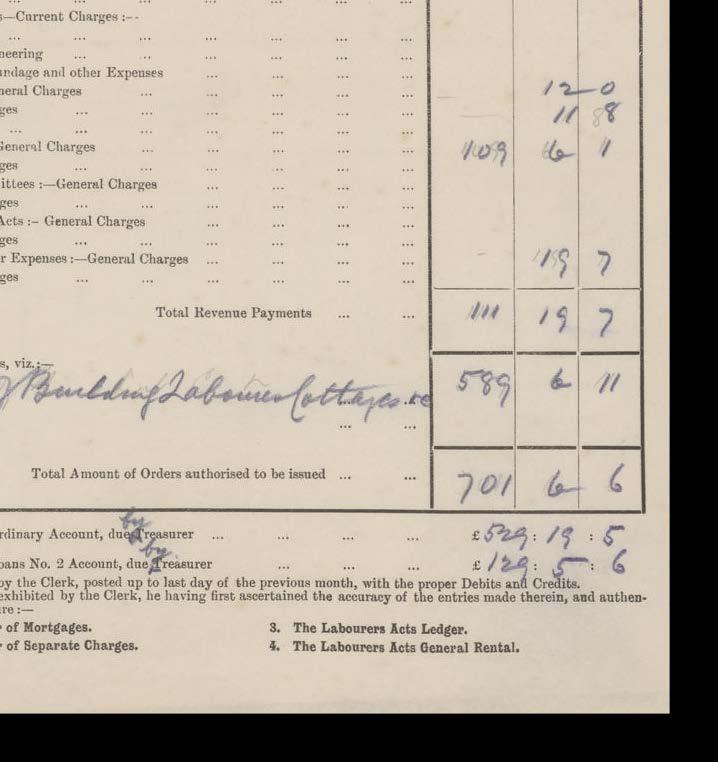 s—Current Charges :--
... ... ... ... ... ...
neering ... ... ... ... ...
undage and other Expenses ... ... ... ...
neral Charges ... ... ... ... ... 12 0
ges ... ... ... ... ... 11 8
... ... ... ... ... ...
General Charges ... ... ... ... 109 6 1
ges ... ... ... ... ...
ittees :—General Charges ... ... ... ...
ges ... ... ... ... ... ...
Acts :– General Charges ... ... ... ...
ges ... ... ... ... ... ...
r Expenses :—General Charges ... ... ... ... 19 7
ges ... ... ... ... ... ...
Total Revenue Payments ... ... 111 19 7
s, viz.:—
Building Labourers Cottages &c 589 6 11
... ...
Total Amount of Orders authorised to be issued ... ... 701 6 6
by
rdinary Account, due Treasurer ... ... ... ... £ 529 : 19 : 5
by
oans No. 2 Account, due Treasurer ... ... ... £ 129 : 5 : 6
by the Clerk, posted up to last day of the previous month, with the proper Debits and Credits.
exhibited by the Clerk, he having first ascertained the accuracy of the entries made therein, and authen-
re :—
of Mortgages. 3. The Labourers Acts Ledger.
of Separate Charges. 4. The Labourers Acts General Rental.